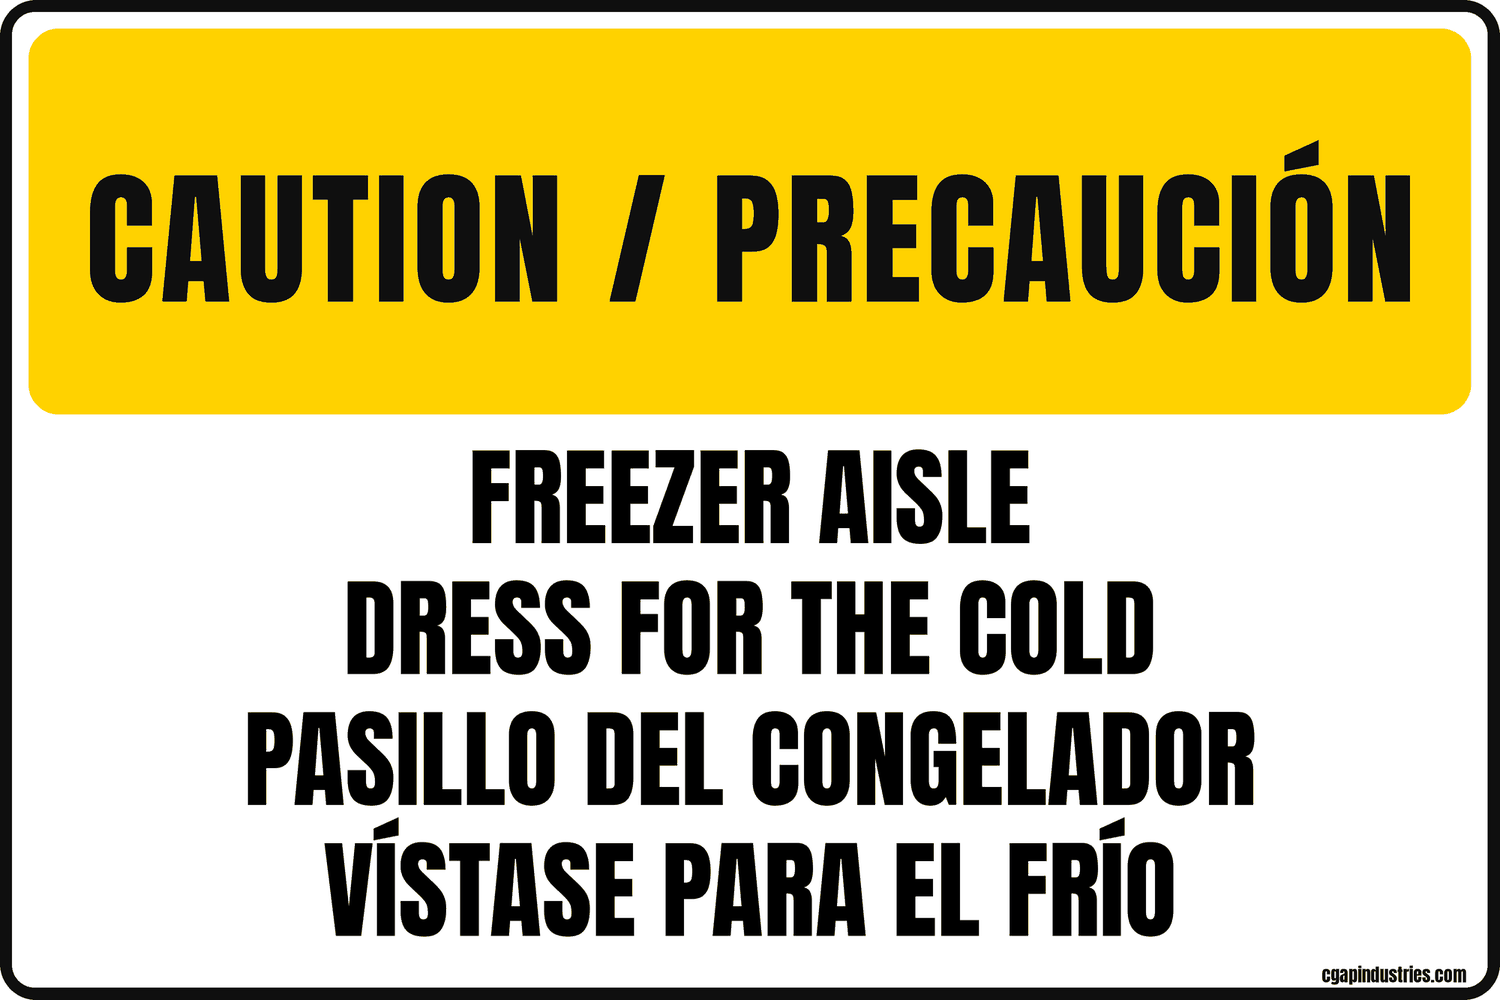 CAUTION / PRECAUCIÓN
FREEZER AISLE
DRESS FOR THE COLD
PASILLO DEL CONGELADOR
VÍSTASE PARA EL FRÍO
cgapindustries.com